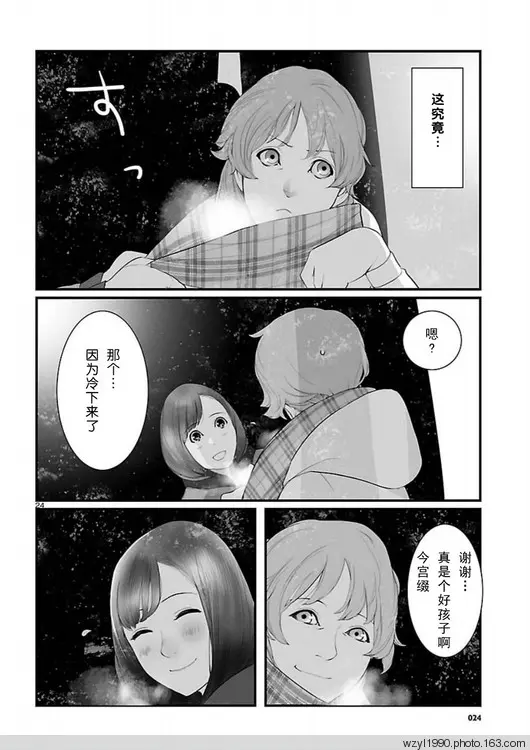 这究竟…
すっ
嗯?
那个…
因为冷下来了
24
谢谢…
真是个好孩子啊
今宫缀
024
wzyl1990.photo.163.com